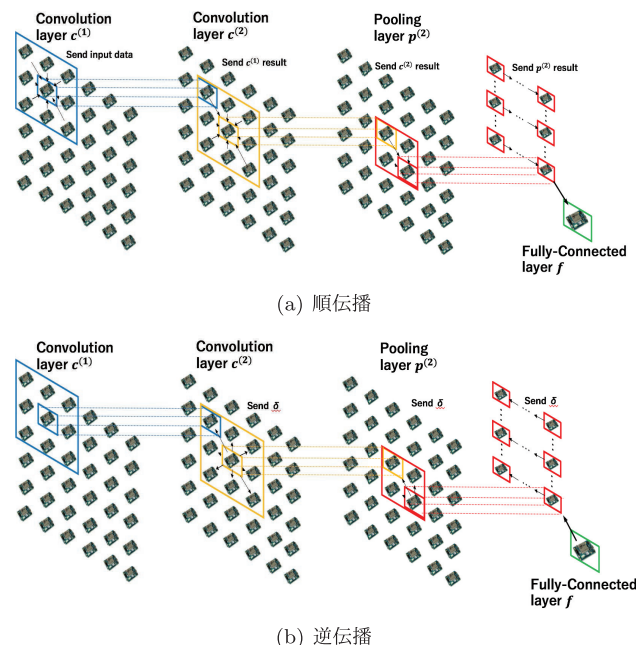 Convolution
layer c⁽¹⁾
Convolution
layer c⁽²⁾
Pooling
layer p⁽²⁾
Send input data
Send c⁽¹⁾ result
Send c⁽²⁾ result
Send p⁽²⁾ result
Fully-Connected
layer f
(a) 順伝播
Convolution
layer c⁽¹⁾
Convolution
layer c⁽²⁾
Pooling
layer p⁽²⁾
Send δ
Send δ
Send δ
Fully-Connected
layer f
(b) 逆伝播